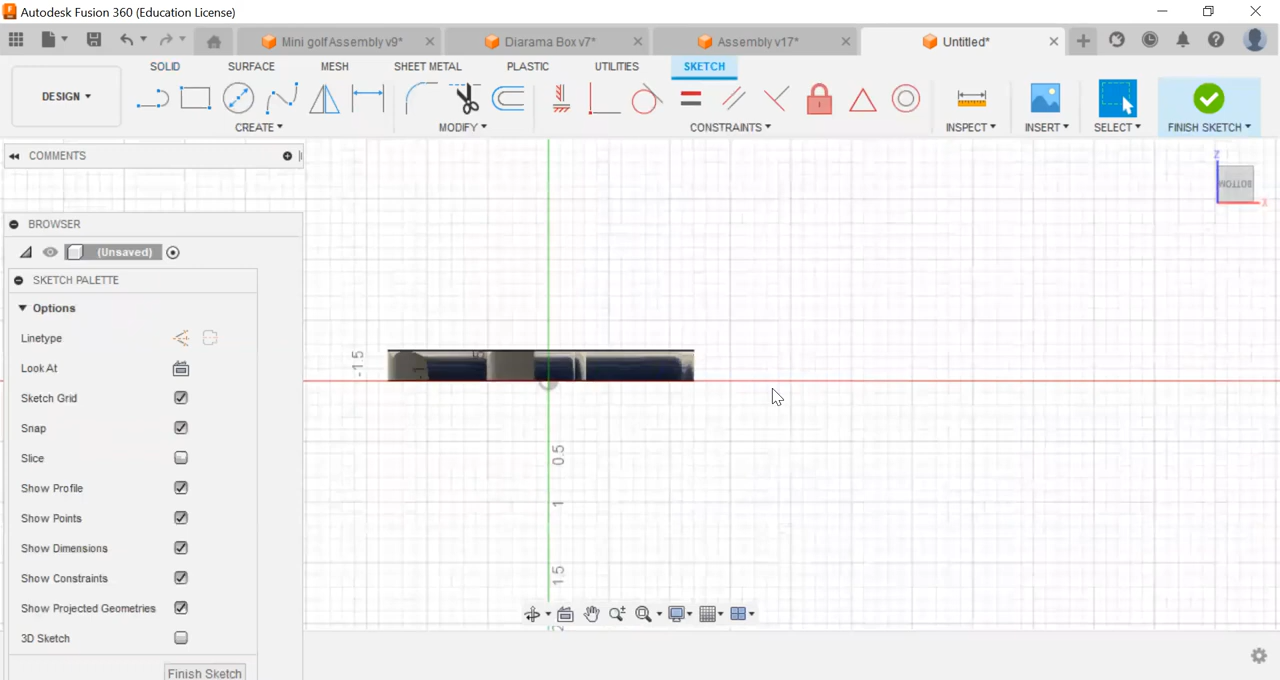 Autodesk Fusion 360 (Education License)
Mini golf Assembly v9*
Diarama Box v7*
Assembly v17*
Untitled*
SOLID
SURFACE
MESH
SHEET METAL
PLASTIC
UTILITIES
SKETCH
DESIGN
CREATE
MODIFY
CONSTRAINTS
INSPECT
INSERT
SELECT
FINISH SKETCH
COMMENTS
Z
BOTTOM
X
BROWSER
(Unsaved)
SKETCH PALETTE
Options
Linetype
Look At
Sketch Grid
Snap
Slice
Show Profile
Show Points
Show Dimensions
Show Constraints
Show Projected Geometries
3D Sketch
Finish Sketch
-1.5
-1
5
0.5
1
1.5